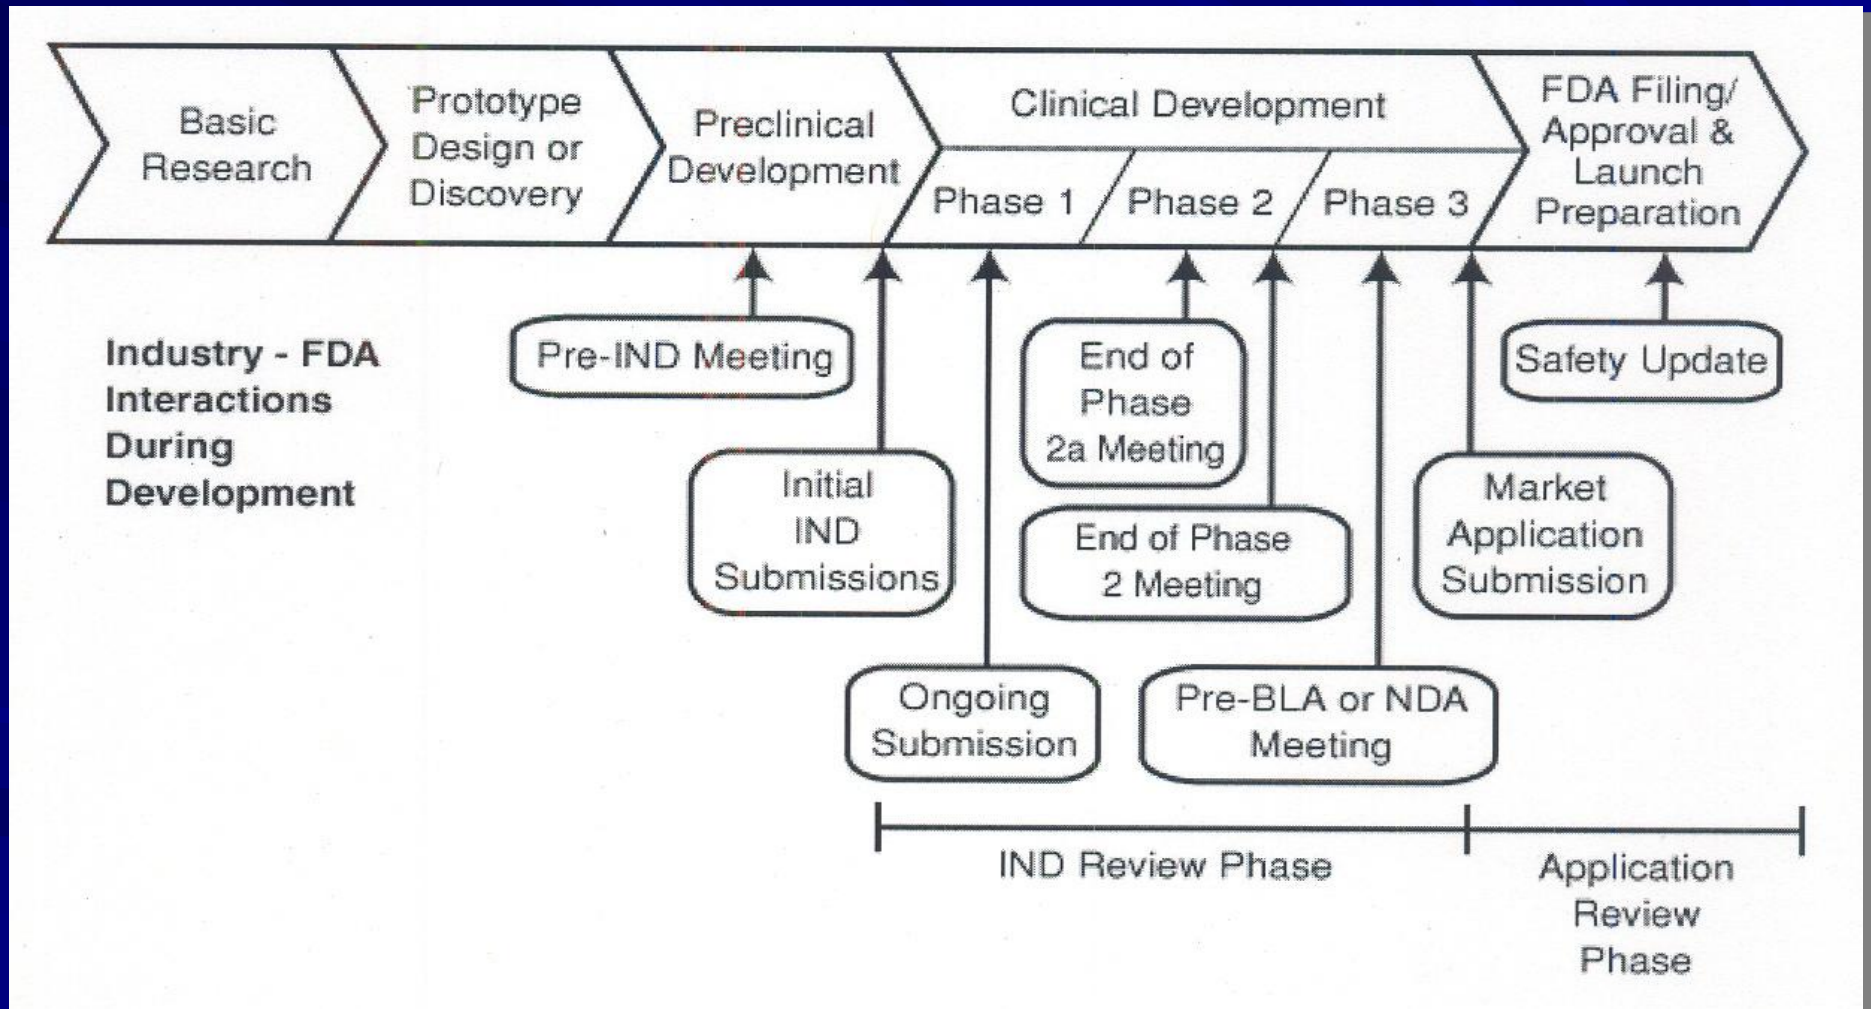 Basic
Research
Prototype
Design or
Discovery
Preclinical
Development
Clinical Development
Phase 1
Phase 2
Phase 3
FDA Filing/
Approval &
Launch
Preparation
Industry - FDA
Interactions
During
Development
Pre-IND Meeting
Initial
IND
Submissions
Ongoing
Submission
End of
Phase
2a Meeting
End of Phase
2 Meeting
Pre-BLA or NDA
Meeting
Market
Application
Submission
Safety Update
IND Review Phase
Application
Review
Phase